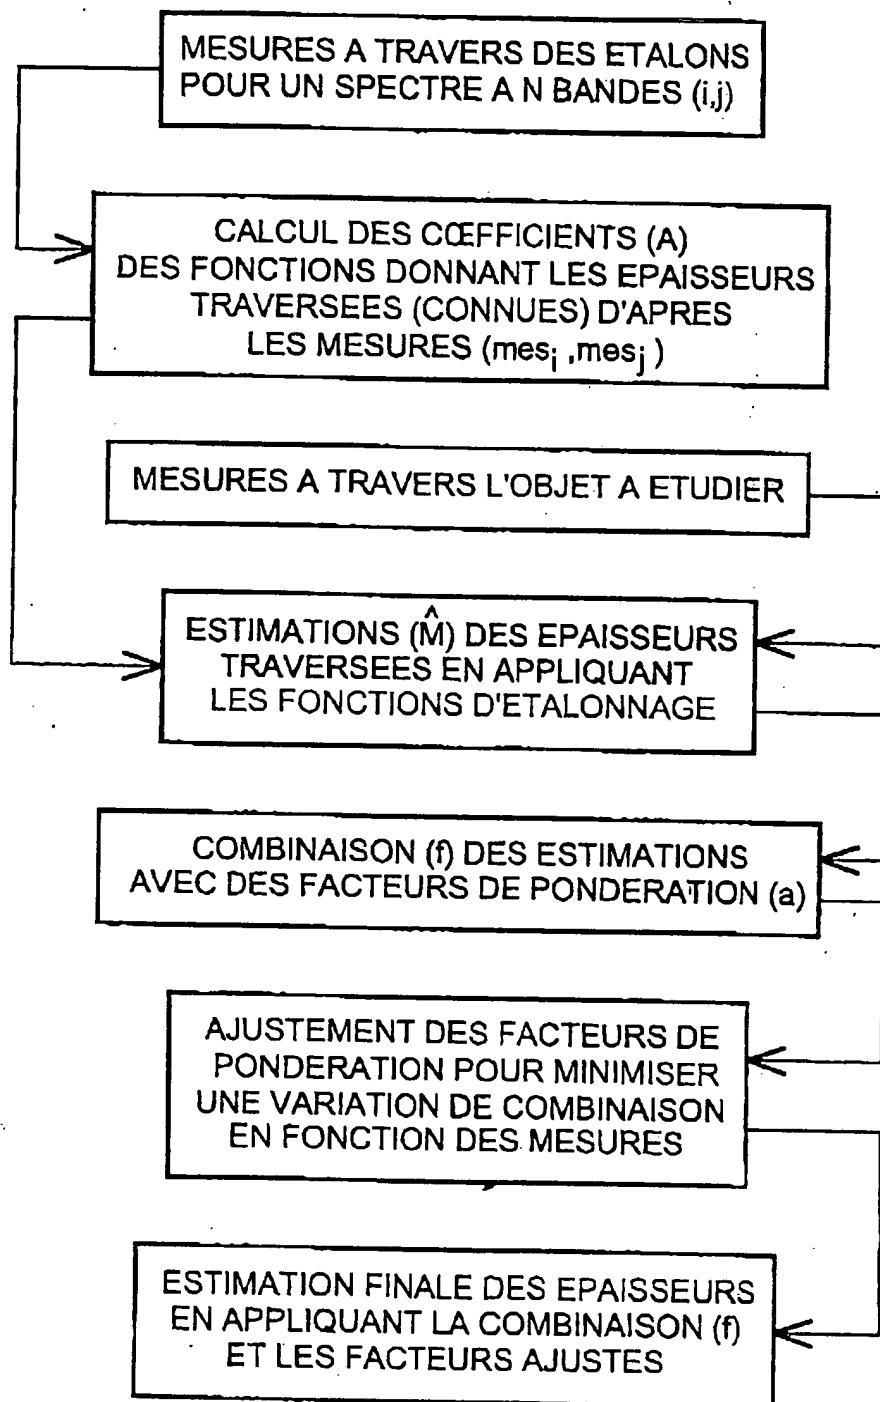 MESURES A TRAVERS DES ETALONS
POUR UN SPECTRE A N BANDES (i,j)
CALCUL DES CŒFFICIENTS (A)
DES FONCTIONS DONNANT LES EPAISSEURS
TRAVERSEES (CONNUES) D'APRES
LES MESURES (mesi ,mesj )
MESURES A TRAVERS L'OBJET A ETUDIER
ESTIMATIONS (M̂) DES EPAISSEURS
TRAVERSEES EN APPLIQUANT
LES FONCTIONS D'ETALONNAGE
COMBINAISON (f) DES ESTIMATIONS
AVEC DES FACTEURS DE PONDERATION (a)
AJUSTEMENT DES FACTEURS DE
PONDERATION POUR MINIMISER
UNE VARIATION DE COMBINAISON
EN FONCTION DES MESURES
ESTIMATION FINALE DES EPAISSEURS
EN APPLIQUANT LA COMBINAISON (f)
ET LES FACTEURS AJUSTES